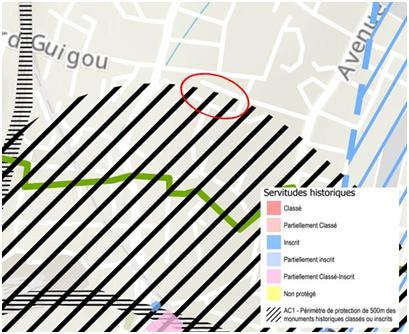 rd Guigou
Avenue
Servitudes historiques
Classé
Partiellement Classé
Inscrit
Partiellement inscrit
Partiellement Classé-Inscrit
Non protégé
AC1 - Périmètre de protection de 500m des
monuments historiques classés ou inscrits